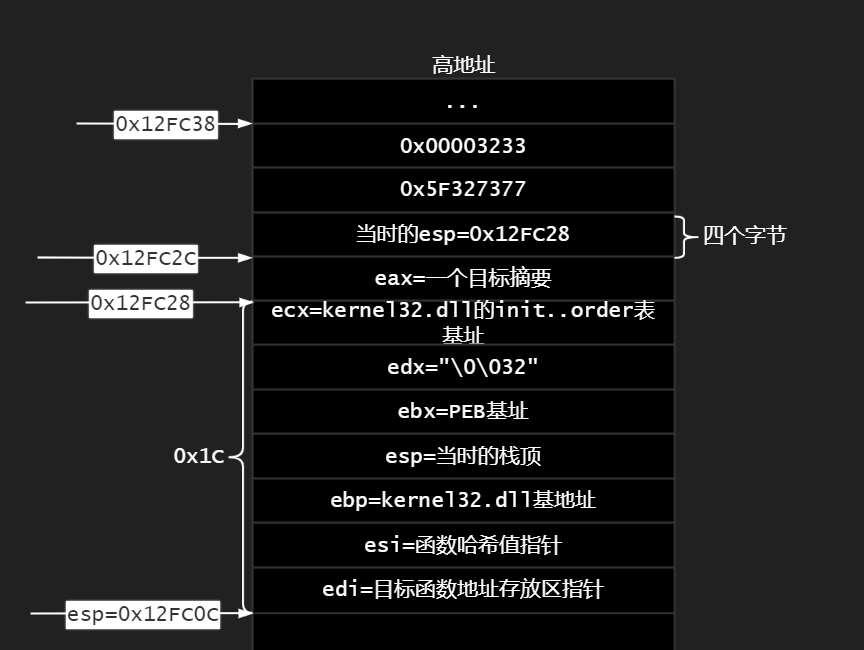 高地址
...
0x12FC38
0x00003233
0x5F327377
当时的esp=0x12FC28
四个字节
0x12FC2C
eax=一个目标摘要
0x12FC28
ecx=kernel32.dll的init..order表
基址
edx="\0\032"
ebx=PEB基址
0x1C
esp=当时的栈顶
ebp=kernel32.dll基地址
esi=函数哈希值指针
edi=目标函数地址存放区指针
esp=0x12FC0C